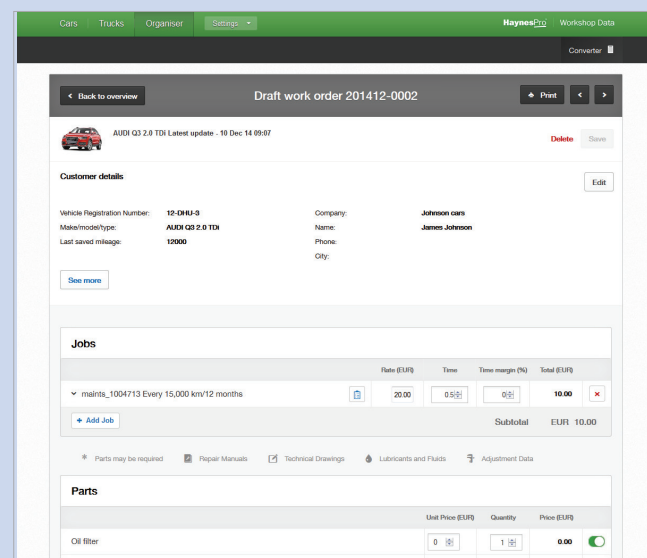 Cars Trucks Organiser Settings HaynesPro Workshop Data
Converter
Back to overview Draft work order 201412-0002 Print
AUDI Q3 2.0 TDi Latest update - 10 Dec 14 09:07 Delete Save
Customer details Edit
Vehicle Registration Number: 12-DHU-3 Company: Johnson cars
Make/model/type: AUDI Q3 2.0 TDi Name: James Johnson
Last saved mileage: 12000 Phone:
City:
See more
Jobs
Rate (EUR) Time Time margin (%) Total (EUR)
maints_1004713 Every 15,000 km/12 months 20.00 0.5 0 10.00
+ Add Job Subtotal EUR 10.00
* Parts may be required Repair Manuals Technical Drawings Lubricants and Fluids Adjustment Data
Parts
Unit Price (EUR) Quantity Price (EUR)
Oil filter 0 1 0.00